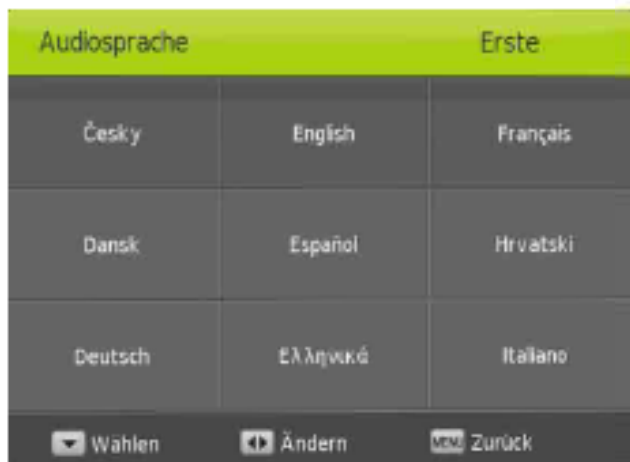 Audiosprache Erste
Česky English Français
Dansk Español Hrvatski
Deutsch Ελληνικά Italiano
Wahlen Ändern MENU Zurück